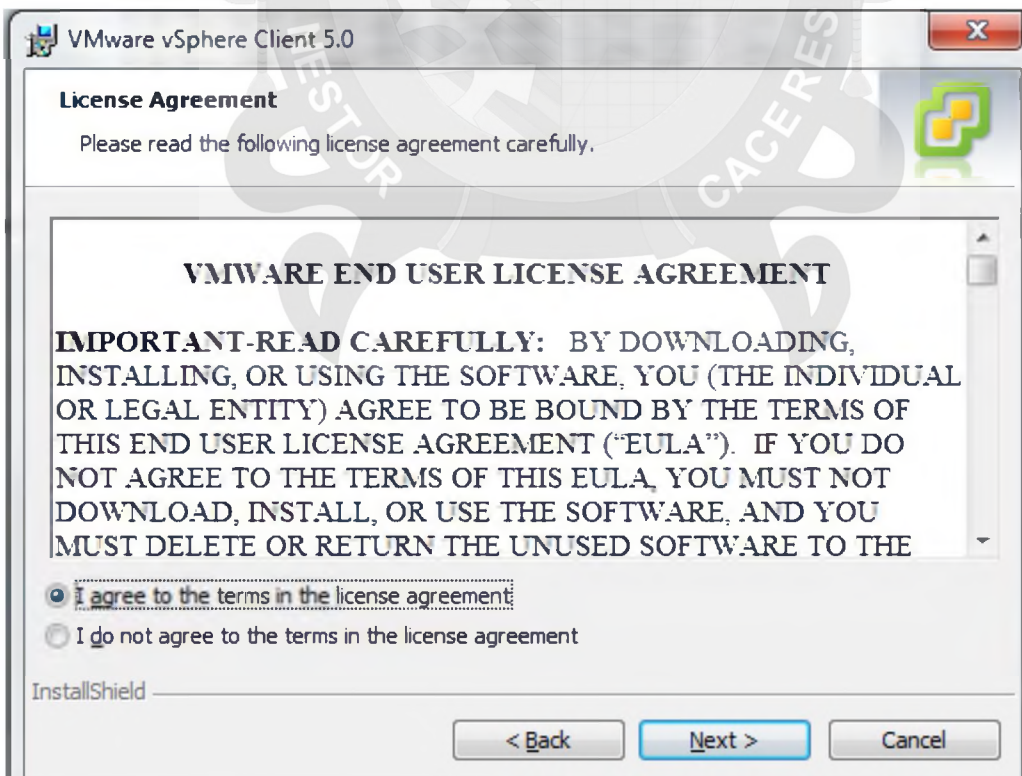 VMware vSphere Client 5.0
License Agreement
Please read the following license agreement carefully.
NESTOR CACERES
VMWARE END USER LICENSE AGREEMENT
IMPORTANT-READ CAREFULLY: BY DOWNLOADING,
INSTALLING, OR USING THE SOFTWARE, YOU (THE INDIVIDUAL
OR LEGAL ENTITY) AGREE TO BE BOUND BY THE TERMS OF
THIS END USER LICENSE AGREEMENT (“EULA”). IF YOU DO
NOT AGREE TO THE TERMS OF THIS EULA, YOU MUST NOT
DOWNLOAD, INSTALL, OR USE THE SOFTWARE, AND YOU
MUST DELETE OR RETURN THE UNUSED SOFTWARE TO THE
I agree to the terms in the license agreement
I do not agree to the terms in the license agreement
InstallShield
< Back Next > Cancel